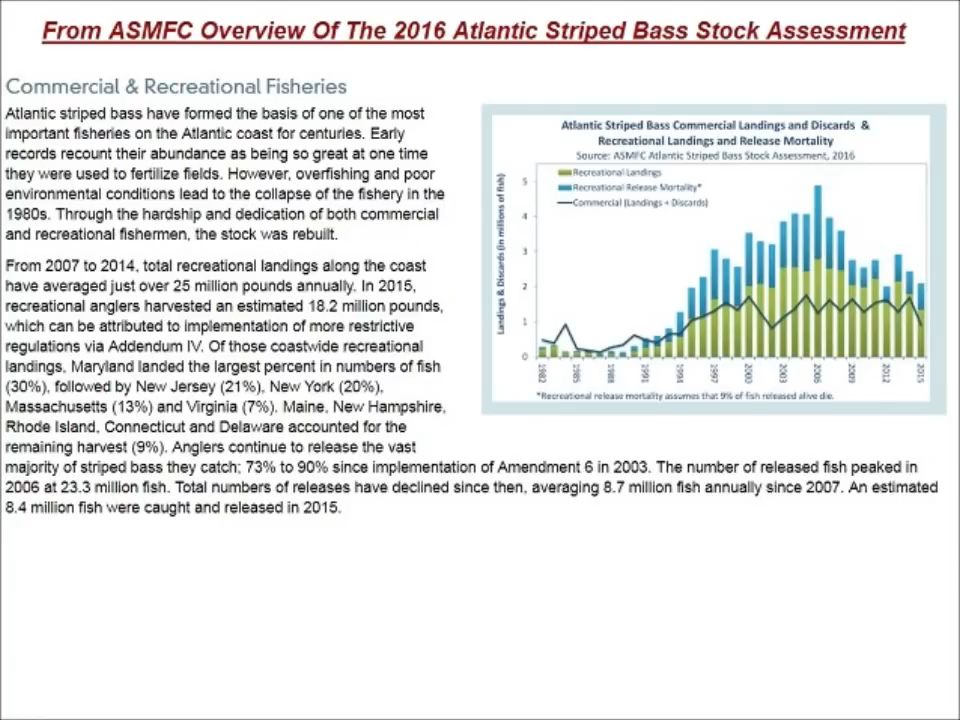 From ASMFC Overview Of The 2016 Atlantic Striped Bass Stock Assessment
Commercial & Recreational Fisheries
Atlantic striped bass have formed the basis of one of the most
important fisheries on the Atlantic coast for centuries. Early
records recount their abundance as being so great at one time
they were used to fertilize fields. However, overfishing and poor
environmental conditions lead to the collapse of the fishery in the
1980s. Through the hardship and dedication of both commercial
and recreational fishermen, the stock was rebuilt.
From 2007 to 2014, total recreational landings along the coast
have averaged just over 25 million pounds annually. In 2015,
recreational anglers harvested an estimated 18.2 million pounds,
which can be attributed to implementation of more restrictive
regulations via Addendum IV. Of those coastwide recreational
landings, Maryland landed the largest percent in numbers of fish
(30%), followed by New Jersey (21%), New York (20%),
Massachusetts (13%) and Virginia (7%). Maine, New Hampshire,
Rhode Island, Connecticut and Delaware accounted for the
remaining harvest (9%). Anglers continue to release the vast
majority of striped bass they catch; 73% to 90% since implementation of Amendment 6 in 2003. The number of released fish peaked in
2006 at 23.3 million fish. Total numbers of releases have declined since then, averaging 8.7 million fish annually since 2007. An estimated
8.4 million fish were caught and released in 2015.
Atlantic Striped Bass Commercial Landings and Discards &
Recreational Landings and Release Mortality
Source: ASMFC Atlantic Striped Bass Stock Assessment, 2016
Recreational Landings
Recreational Release Mortality*
Commercial (Landings + Discards)
Landings & Discards (in millions of fish)
5
4
3
2
1
0
1982
1985
1988
1991
1994
1997
2000
2003
2006
2009
2012
2015
*Recreational release mortality assumes that 9% of fish released alive die.